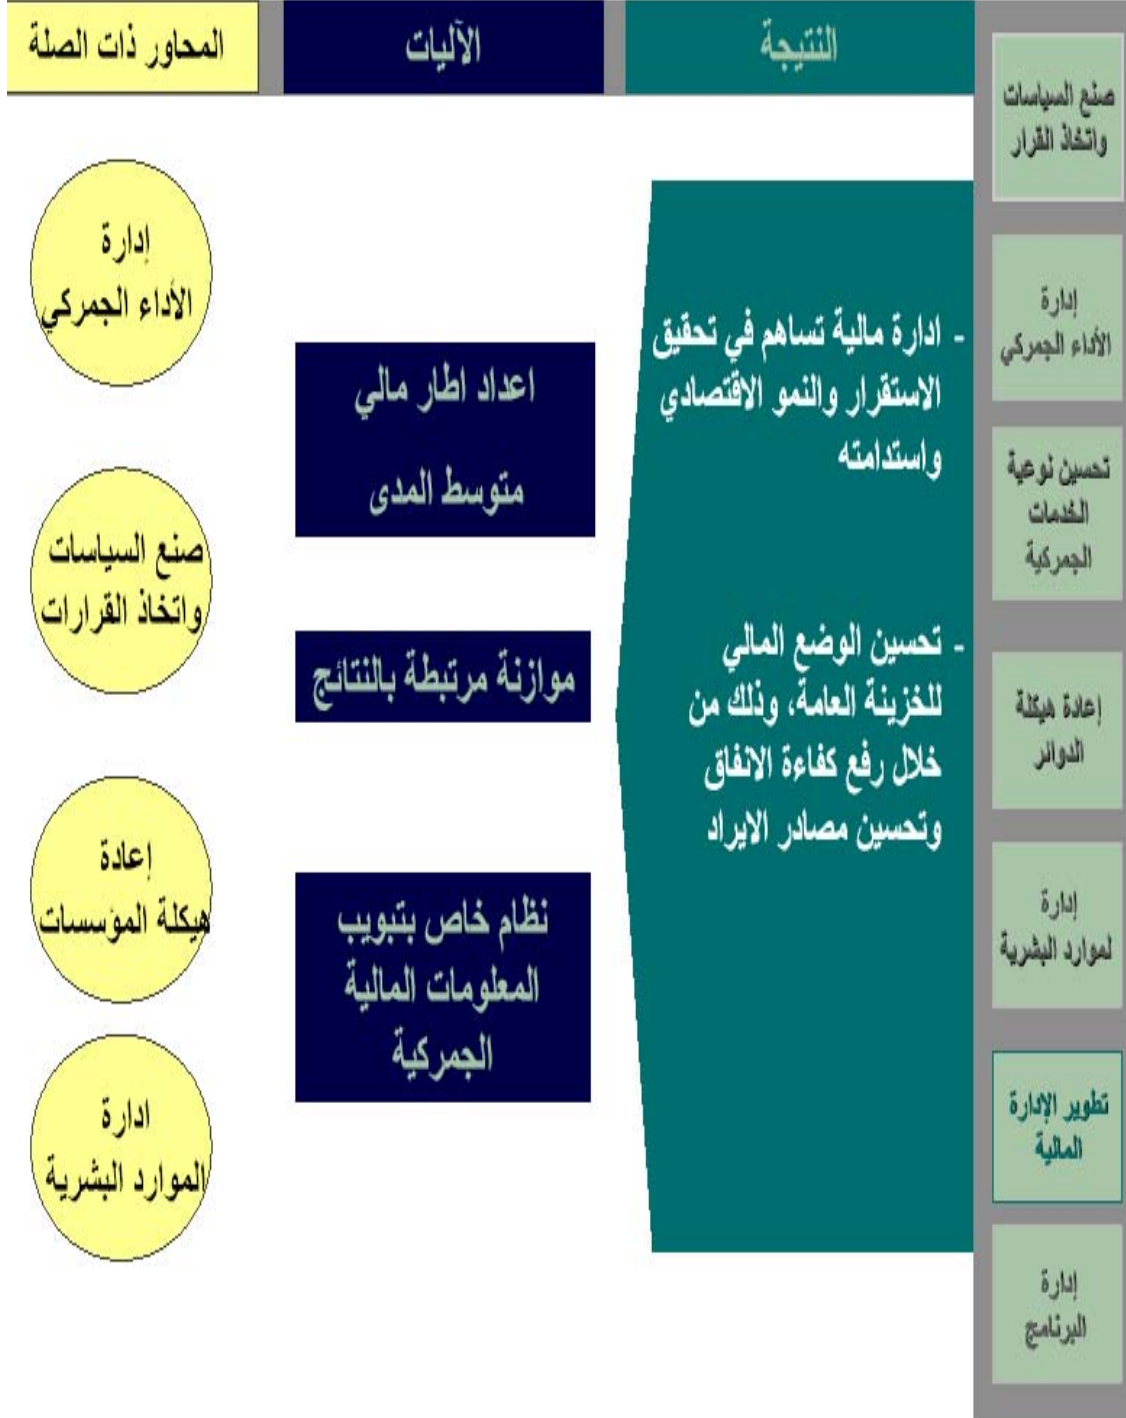 صنع السياسات
واتخاذ القرار
إدارة
الأداء الجمركي
تحسين نوعية
الخدمات
الجمركية
إعادة هيكلة
الدوائر
إدارة
لموارد البشرية
تطوير الإدارة
المالية
إدارة
البرنامج
النتيجة
- ادارة مالية تساهم في تحقيق
الاستقرار والنمو الاقتصادي
واستدامته
- تحسين الوضع المالي
للخزينة العامة، وذلك من
خلال رفع كفاءة الانفاق
وتحسين مصادر الايراد
الآليات
اعداد اطار مالي
متوسط المدى
موازنة مرتبطة بالنتائج
نظام خاص بتبويب
المعلومات المالية
الجمركية
المحاور ذات الصلة
إدارة
الأداء الجمركي
صنع السياسات
واتخاذ القرارات
إعادة
هيكلة المؤسسات
ادارة
الموارد البشرية